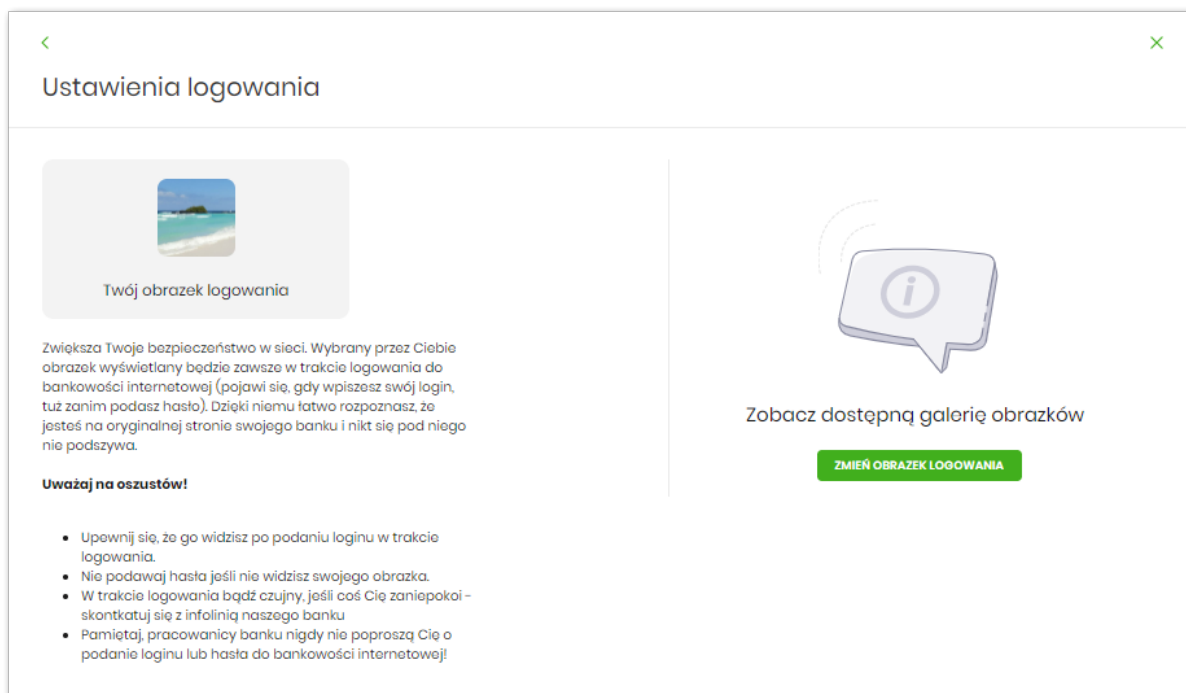 Ustawienia logowania
Twój obrazek logowania
Zwiększa Twoje bezpieczeństwo w sieci. Wybrany przez Ciebie
obrazek wyświetlany będzie zawsze w trakcie logowania do
bankowości internetowej (pojawi się, gdy wpiszesz swój login,
tuż zanim podasz hasło). Dzięki niemu łatwo rozpoznasz, że
jesteś na oryginalnej stronie swojego banku i nikt się pod niego
nie podszywa.
Uważaj na oszustów!
• Upewnij się, że go widzisz po podaniu loginu w trakcie
logowania.
• Nie podawaj hasła jeśli nie widzisz swojego obrazka.
• W trakcie logowania bądź czujny, jeśli coś Cię zaniepokoi -
skontkatuj się z infolinią naszego banku
• Pamiętaj, pracowanicy banku nigdy nie poproszą Cię o
podanie loginu lub hasła do bankowości internetowej!
i
Zobacz dostępną galerię obrazków
ZMIEŃ OBRAZEK LOGOWANIA